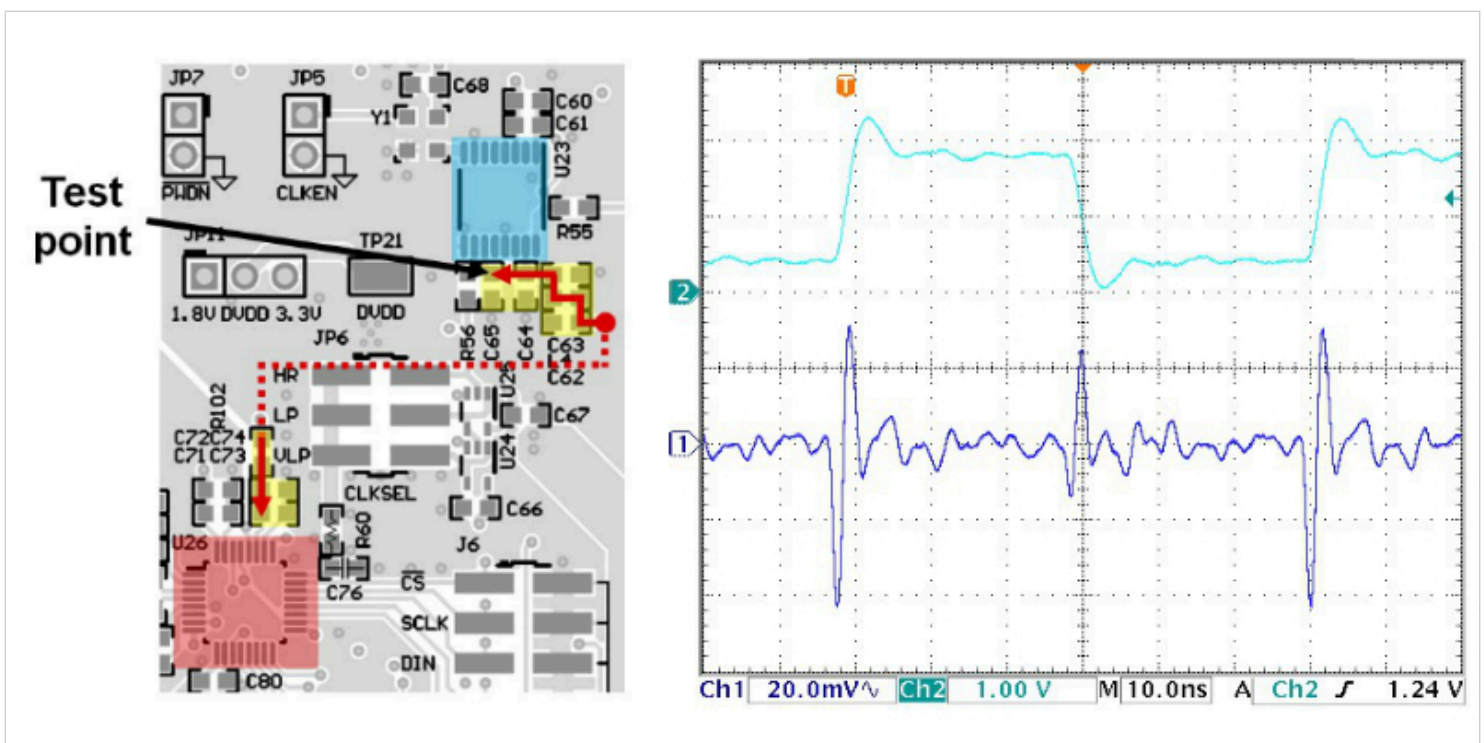 JP7
JP5
C68
C60
C61
Y1
U23
PWDN
CLKEN
R55
Test
point
JP11
TP21
1.8V DVDD 3.3V
DVDD
JP6
R56
C65
C64
C63
C62
HR
U25
LP
R102
C67
C72 C74
C71 C73
VLP
U24
CLKSEL
C66
U26
R60
J6
C76
CS
SCLK
DIN
C80
T
2
1
Ch1 20.0mV∿ Ch2 1.00 V M 10.0ns A Ch2 ∫ 1.24 V